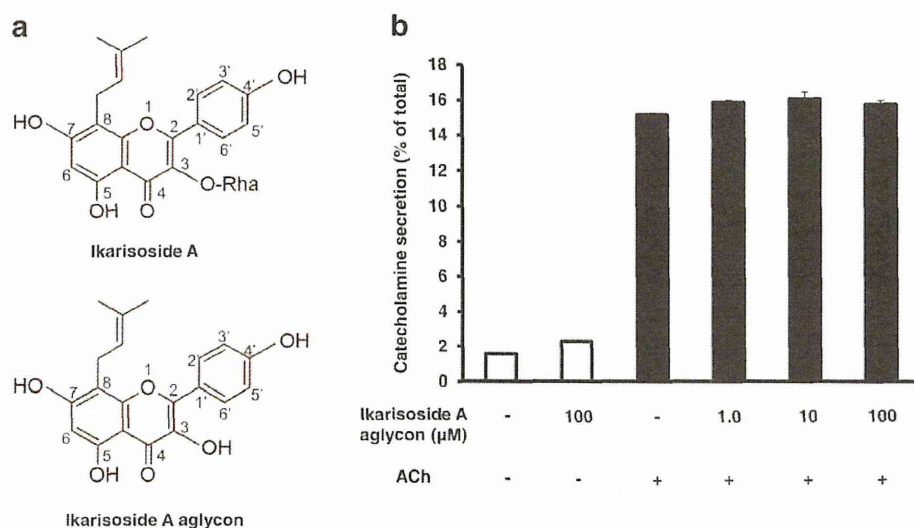 a
1
2
3
4
5
6
7
8
1'
2'
3'
4'
5'
6'
HO
OH
O
O
OH
O-Rha
Ikarisoside A
1
2
3
4
5
6
7
8
1'
2'
3'
4'
5'
6'
HO
OH
O
O
OH
OH
Ikarisoside A aglycon
b
Catecholamine secretion (% of total)
18
16
14
12
10
8
6
4
2
0
Ikarisoside A aglycon (µM)
- 100 - 1.0 10 100
ACh - - + + + +